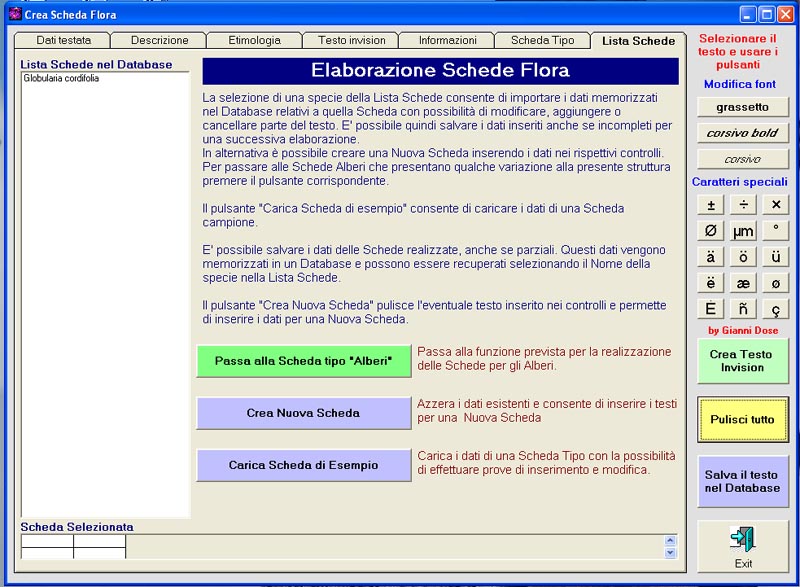 Crea Scheda Flora
Dati testata
Descrizione
Etimologia
Testo invision
Informazioni
Scheda Tipo
Lista Schede
Lista Schede nel Database
Globularia cordifolia
Elaborazione Schede Flora
La selezione di una specie della Lista Schede consente di importare i dati memorizzati
nel Database relativi a quella Scheda con possibilità di modificare, aggiungere o
cancellare parte del testo. E' possibile quindi salvare i dati inseriti anche se incompleti per
una successiva elaborazione.
In alternativa è possibile creare una Nuova Scheda inserendo i dati nei rispettivi controlli.
Per passare alle Schede Alberi che presentano qualche variazione alla presente struttura
premere il pulsante corrispondente.
Il pulsante "Carica Scheda di esempio" consente di caricare i dati di una Scheda
campione.
E' possibile salvare i dati delle Schede realizzate, anche se parziali. Questi dati vengono
memorizzati in un Database e possono essere recuperati selezionando il Nome della
specie nella Lista Schede.
Il pulsante "Crea Nuova Scheda" pulisce l'eventuale testo inserito nei controlli e permette
di inserire i dati per una Nuova Scheda.
Passa alla Scheda tipo "Alberi"
Passa alla funzione prevista per la realizzazione
delle Schede per gli Alberi.
Crea Nuova Scheda
Azzera i dati esistenti e consente di inserire i testi
per una Nuova Scheda
Carica Scheda di Esempio
Carica i dati di una Scheda Tipo con la possibilità
di effettuare prove di inserimento e modifica.
Scheda Selezionata
Selezionare il
testo e usare i
pulsanti
Modifica font
grassetto
corsivo bold
corsivo
Caratteri speciali
± ÷ ×
Ø µm °
ä ö ü
ë æ ø
È ñ ç
by Gianni Dose
Crea Testo
Invision
Pulisci tutto
Salva il testo
nel Database
Exit